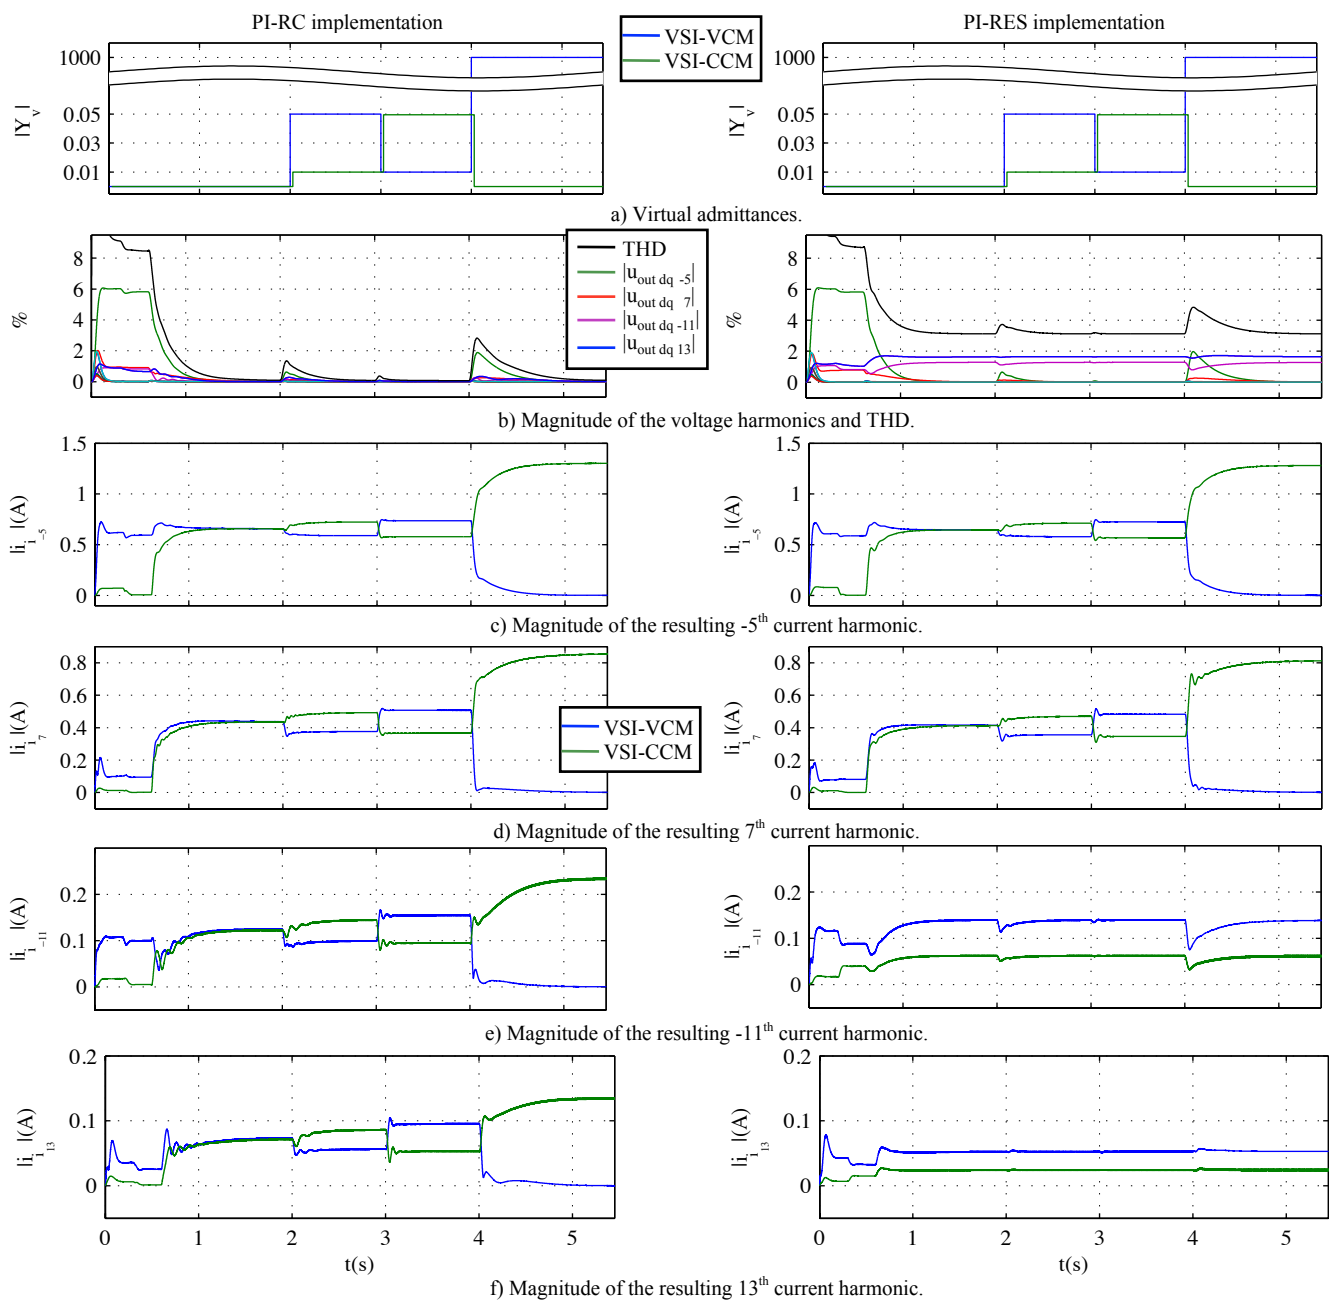 PI-RC implementation
PI-RES implementation
VSI-VCM
VSI-CCM
|Y_v|
1000
0.05
0.03
0.01
|Y_v|
1000
0.05
0.03
0.01
a) Virtual admittances.
%
8
6
4
2
0
THD
|u_out dq -5|
|u_out dq 7|
|u_out dq -11|
|u_out dq 13|
%
8
6
4
2
0
b) Magnitude of the voltage harmonics and THD.
|i_i -5|(A)
1.5
1
0.5
0
|i_i -5|(A)
1.5
1
0.5
0
c) Magnitude of the resulting -5th current harmonic.
|i_i 7|(A)
0.8
0.6
0.4
0.2
0
VSI-VCM
VSI-CCM
|i_i 7|(A)
0.8
0.6
0.4
0.2
0
d) Magnitude of the resulting 7th current harmonic.
|i_i -11|(A)
0.2
0.1
0
|i_i -11|(A)
0.2
0.1
0
e) Magnitude of the resulting -11th current harmonic.
|i_i 13|(A)
0.2
0.1
0
0 1 2 3 4 5
t(s)
|i_i 13|(A)
0.2
0.1
0
0 1 2 3 4 5
t(s)
f) Magnitude of the resulting 13th current harmonic.